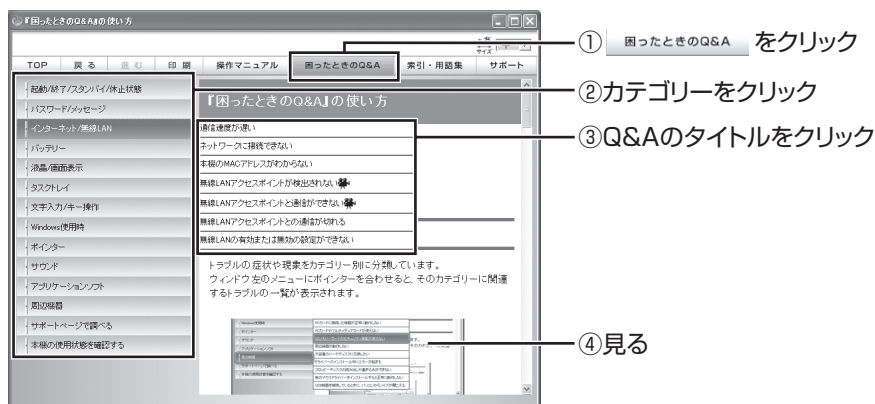 『困ったときのQ&A』の使い方
サイズ
TOP 戻る 進む 印刷 操作マニュアル 困ったときのQ&A 索引・用語集 サポート
起動/終了/スタンバイ/休止状態
パスワード/メッセージ
インターネット/無線LAN
バッテリー
液晶/画面表示
タスクトレイ
文字入力/キー操作
Windows使用時
ポインター
サウンド
アプリケーションソフト
周辺機器
サポートページで調べる
本機の使用状態を確認する
『困ったときのQ&A』の使い方
通信速度が遅い
ネットワークに接続できない
本機のMACアドレスがわからない
無線LANアクセスポイントが検出されない
無線LANアクセスポイントと通信ができない
無線LANアクセスポイントとの通信が切れる
無線LANの有効または無効の設定ができない
トラブルの症状や現象をカテゴリー別に分類しています。
ウィンドウ左のメニューにポインターを合わせると、そのカテゴリーに関連
するトラブルの一覧が表示されます。
① 困ったときのQ&A をクリック
②カテゴリーをクリック
③Q&Aのタイトルをクリック
④見る